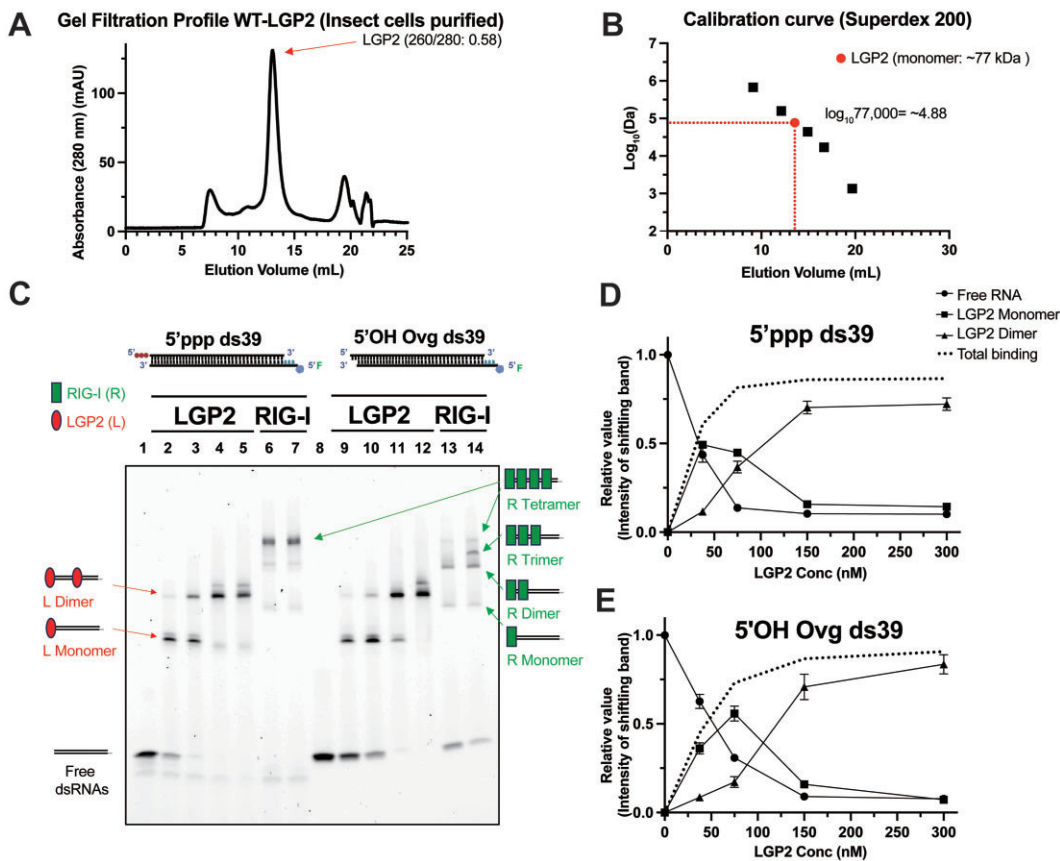 A
Gel Filtration Profile WT-LGP2 (Insect cells purified)
LGP2 (260/280: 0.58)
Absorbance (280 nm) (mAU)
100
50
0
0 5 10 15 20 25
Elution Volume (mL)
B
Calibration curve (Superdex 200)
LGP2 (monomer: ~77 kDa )
log1077,000= ~4.88
Log10(Da)
7
6
5
4
3
2
0 10 20 30
Elution Volume (mL)
C
5'ppp ds39
5' 3'
3' 5'F
5'OH Ovg ds39
5' 3'
3' 5'F
RIG-I (R)
LGP2 (L)
LGP2 RIG-I LGP2 RIG-I
1 2 3 4 5 6 7 8 9 10 11 12 13 14
R Tetramer
R Trimer
R Dimer
R Monomer
L Dimer
L Monomer
Free
dsRNAs
D
Free RNA
LGP2 Monomer
LGP2 Dimer
Total binding
5'ppp ds39
Relative value
(Intensity of shiftling band)
1.0
0.5
0.0
0 50 100 150 200 250 300
LGP2 Conc (nM)
E
5'OH Ovg ds39
Relative value
(Intensity of shiftling band)
1.0
0.5
0.0
0 50 100 150 200 250 300
LGP2 Conc (nM)